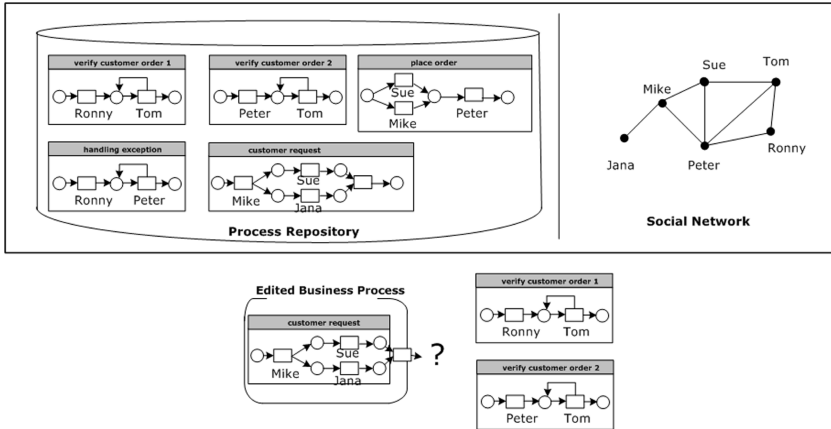 verify customer order 1
Ronny Tom
verify customer order 2
Peter Tom
place order
Sue
Mike Peter
handling exception
Ronny Peter
customer request
Sue
Mike
Jana
Process Repository
Sue Tom
Mike
Ronny
Jana Peter
Social Network
Edited Business Process
customer request
Sue
Mike
Jana
?
verify customer order 1
Ronny Tom
verify customer order 2
Peter Tom